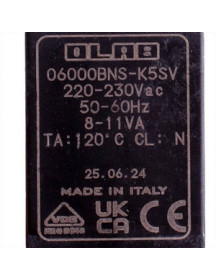 OLAB
06000BNS-K5SV
220-230Vac
50-60Hz
8-11VA
TA:120°C CL: N
25.06.24
MADE IN ITALY
UK CE
CA